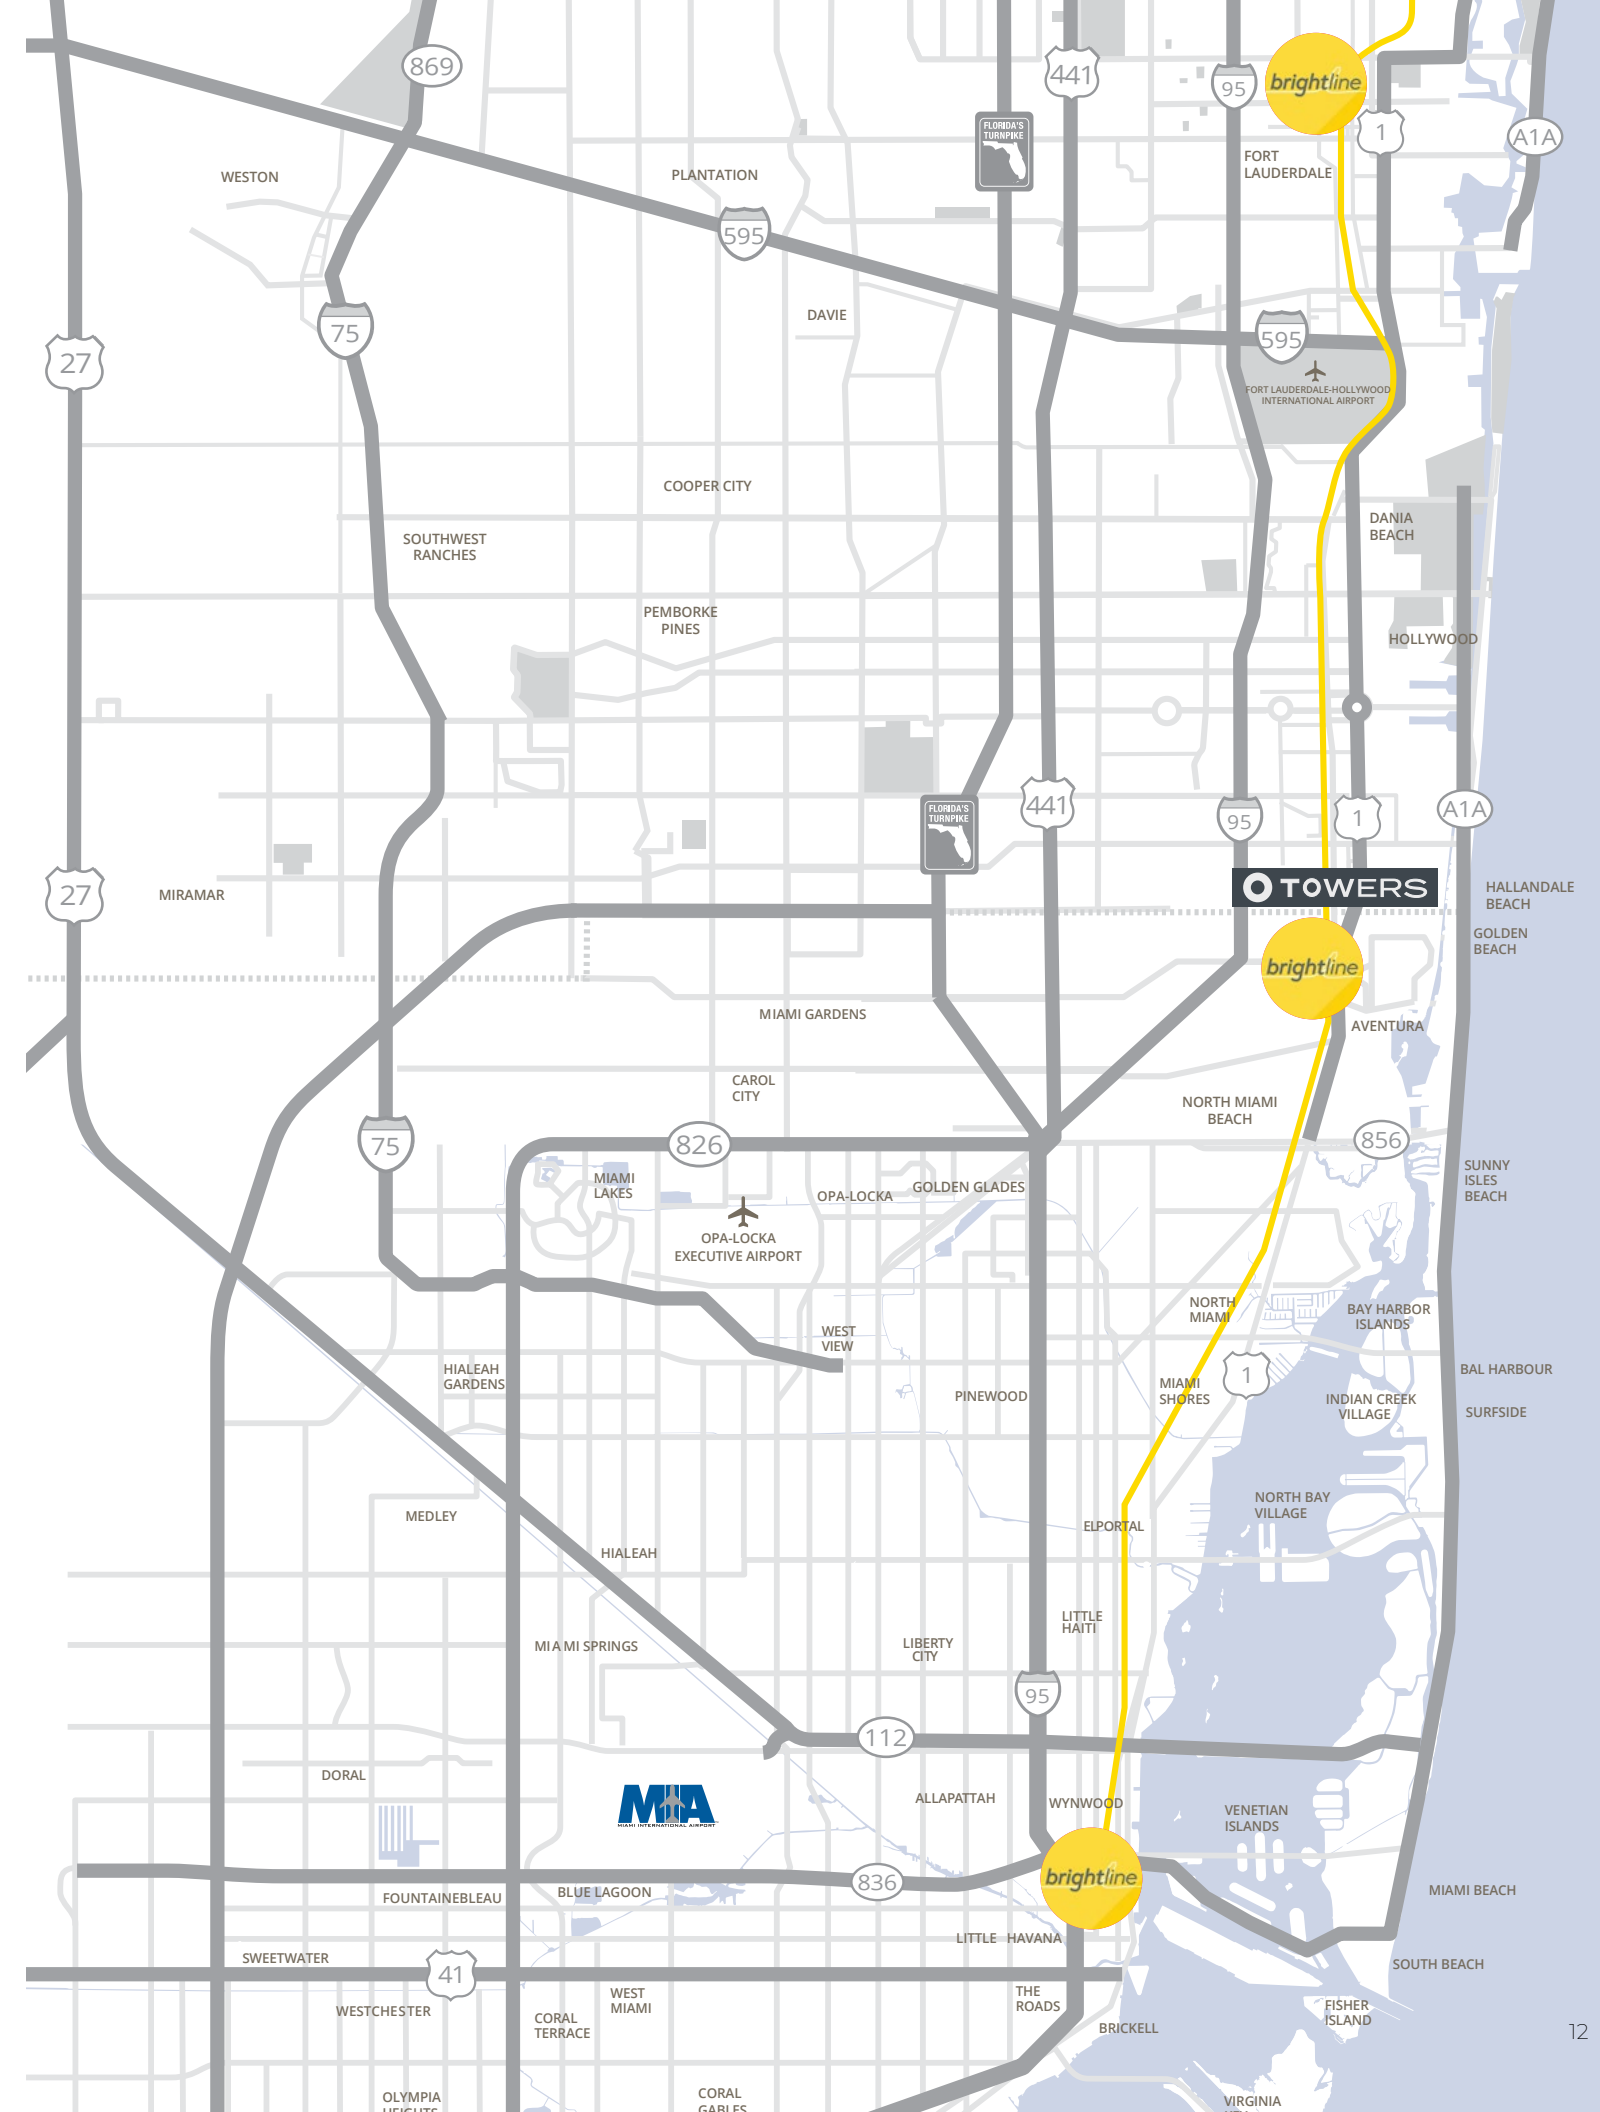 869
441
95
brightline
FLORIDA'S
TURNPIKE
1
A1A
FORT
LAUDERDALE
WESTON
PLANTATION
595
DAVIE
75
27
595
FORT LAUDERDALE-HOLLYWOOD
INTERNATIONAL AIRPORT
COOPER CITY
DANIA
BEACH
SOUTHWEST
RANCHES
PEMBORKE
PINES
HOLLYWOOD
FLORIDA'S
TURNPIKE
441
95
1
A1A
27
MIRAMAR
TOWERS
HALLANDALE
BEACH
GOLDEN
BEACH
brightline
MIAMI GARDENS
AVENTURA
CAROL
CITY
NORTH MIAMI
BEACH
75
826
856
MIAMI
LAKES
OPA-LOCKA
GOLDEN GLADES
SUNNY
ISLES
BEACH
OPA-LOCKA
EXECUTIVE AIRPORT
NORTH
MIAMI
BAY HARBOR
ISLANDS
WEST
VIEW
HIALEAH
GARDENS
1
BAL HARBOUR
PINEWOOD
MIAMI
SHORES
INDIAN CREEK
VILLAGE
SURFSIDE
MEDLEY
NORTH BAY
VILLAGE
ELPORTAL
HIALEAH
LITTLE
HAITI
MIAMI SPRINGS
LIBERTY
CITY
95
112
DORAL
MIA
MIAMI INTERNATIONAL AIRPORT
ALLAPATTAH
WYNWOOD
VENETIAN
ISLANDS
836
brightline
FOUNTAINEBLEAU
BLUE LAGOON
MIAMI BEACH
LITTLE HAVANA
SWEETWATER
41
SOUTH BEACH
WEST
MIAMI
THE
ROADS
WESTCHESTER
CORAL
TERRACE
FISHER
ISLAND
BRICKELL
12
OLYMPIA
HEIGHTS
CORAL
GABLES
VIRGINIA